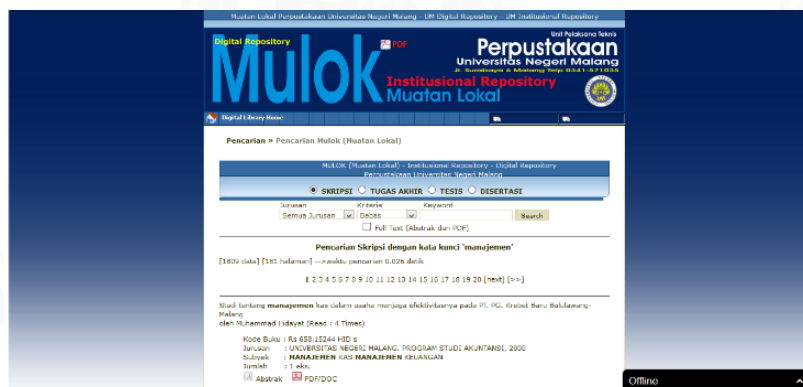 Muatan Lokal Perpustakaan Universitas Negeri Malang - UM Digital Repository - UM Institusional Repository
Digital Repository
PDF
Unit Pelaksana Teknis
Mulok
Perpustakaan
Universitas Negeri Malang
Jl. Surabaya 6 Malang Telp 0341-571035
Institusional Repository
Muatan Lokal
Digital Library Home
Pencarian » Pencarian Mulok (Muatan Lokal)
MULOK (Muatan Lokal) - Institusional Repository - Digital Repository
Perpustakaan Universitas Negeri Malang
SKRIPSI TUGAS AKHIR TESIS DISERTASI
Jurusan Kriteria Keyword
Semua Jurusan Bebas Search
Full Text (Abstrak dan PDF)
Pencarian Skripsi dengan kata kunci 'manajemen'
[1809 data] [181 halaman] -->waktu pencarian 0.026 detik
1 2 3 4 5 6 7 8 9 10 11 12 13 14 15 16 17 18 19 20 [next] [>>]
Studi tentang manajemen kas dalam usaha menjaga efektivitasnya pada PT. PG. Krebet Baru Bululawang-
Malang
oleh Muhammad Hidayat (Read : 4 Times)
Kode Buku : Rs 658.15244 HID s
Jurusan : UNIVERSITAS NEGERI MALANG. PROGRAM STUDI AKUNTANSI, 2000
Subyek : MANAJEMEN KAS MANAJEMEN KEUANGAN
Jumlah : 1 eks.
Abstrak PDF/DOC
Offline